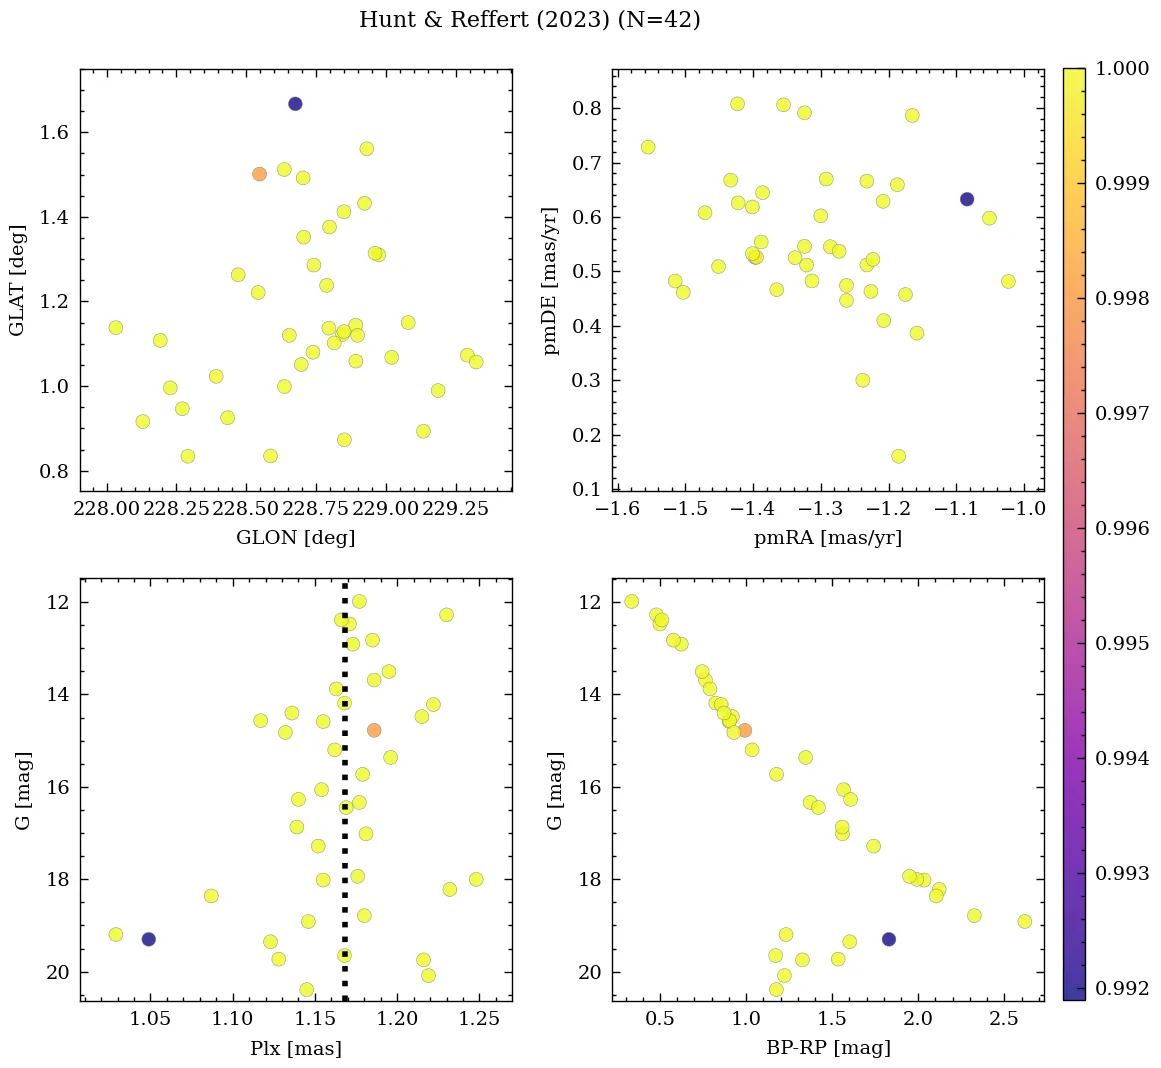 Hunt & Reffert (2023) (N=42)
GLAT [deg]
1.6
1.4
1.2
1.0
0.8
228.00 228.25 228.50 228.75 229.00 229.25
GLON [deg]
pmDE [mas/yr]
0.8
0.7
0.6
0.5
0.4
0.3
0.2
0.1
−1.6 −1.5 −1.4 −1.3 −1.2 −1.1 −1.0
pmRA [mas/yr]
G [mag]
12
14
16
18
20
1.05 1.10 1.15 1.20 1.25
Plx [mas]
G [mag]
12
14
16
18
20
0.5 1.0 1.5 2.0 2.5
BP-RP [mag]
1.000
0.999
0.998
0.997
0.996
0.995
0.994
0.993
0.992